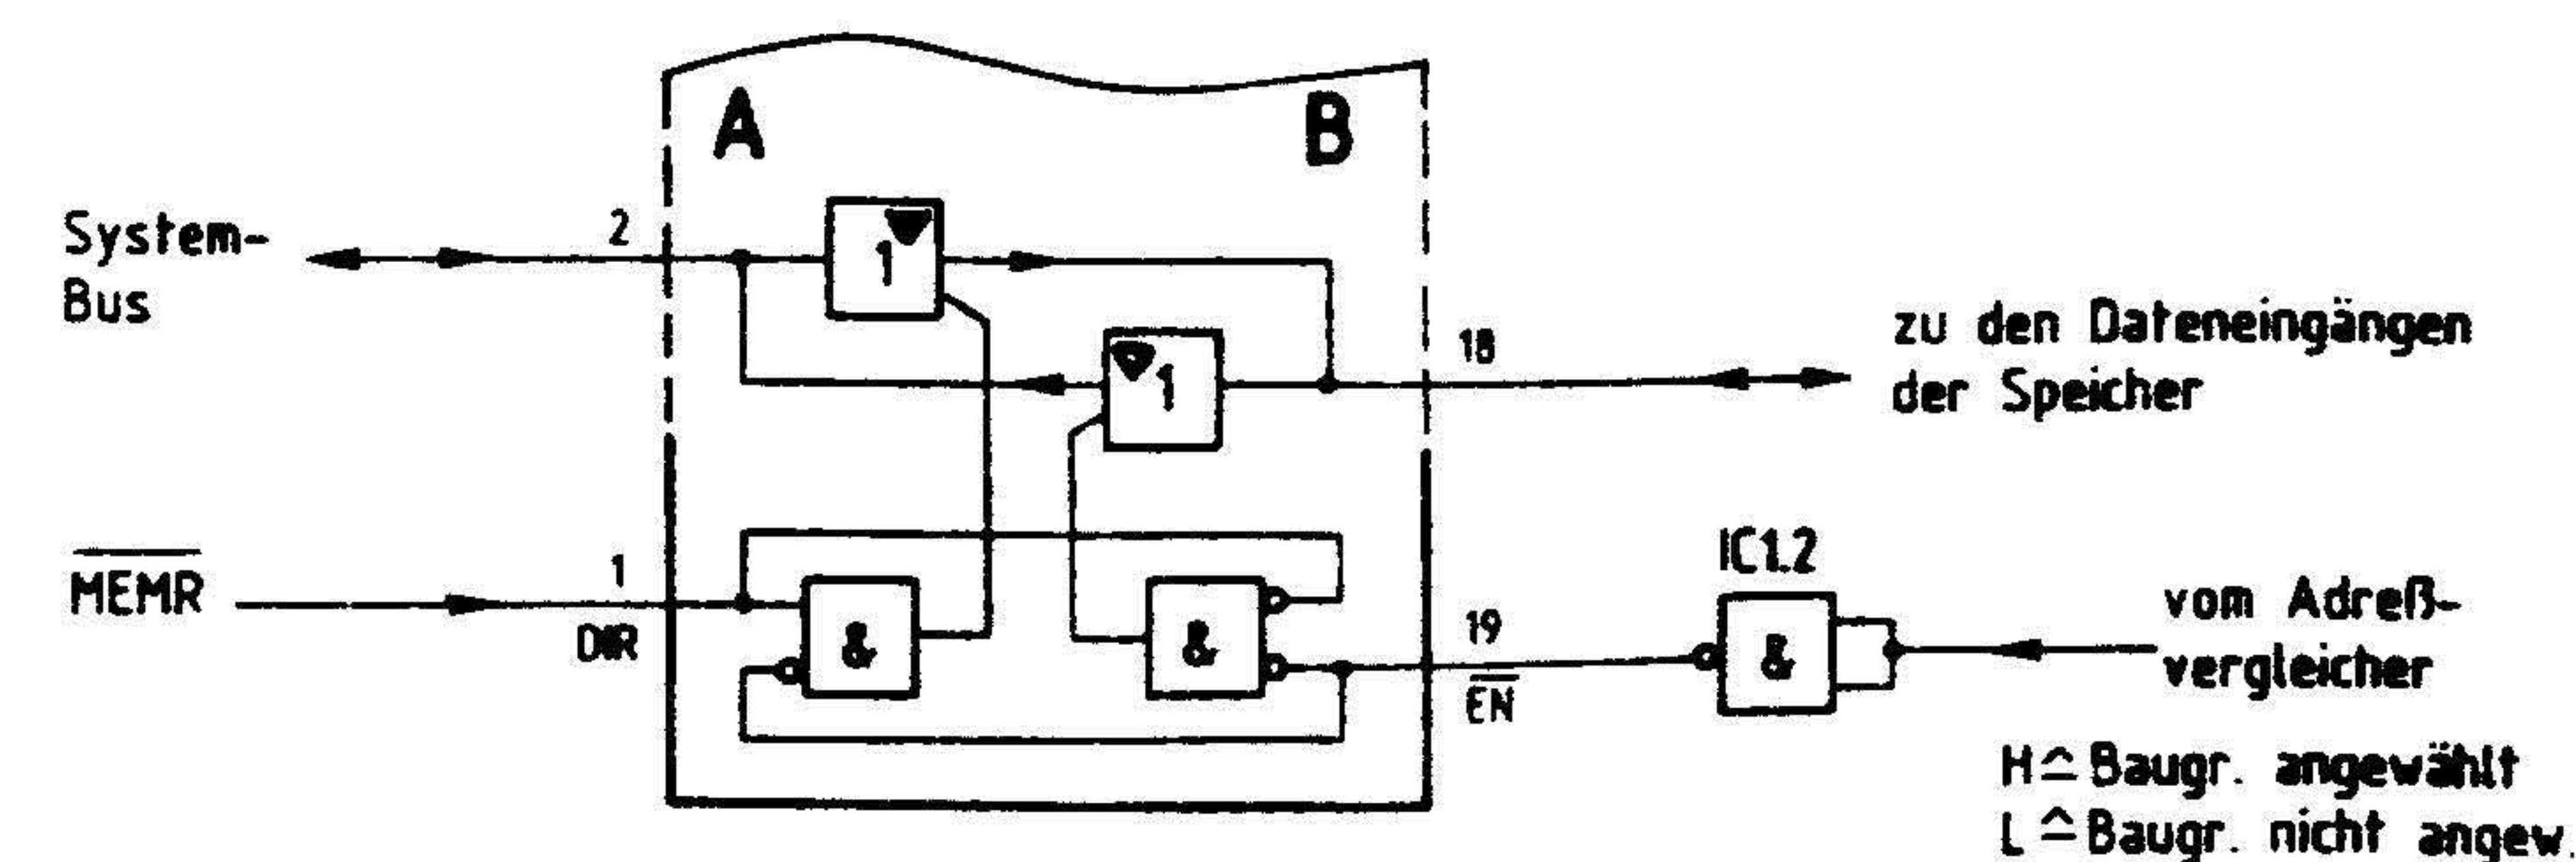 A
B
System-
Bus
2
1
1
18
zu den Dateneingängen
der Speicher
MEMR
1
DIR
&
&
19
EN
IC1.2
&
vom Adreß-
vergleicher
H≙Baugr. angewählt
L≙Baugr. nicht angew.